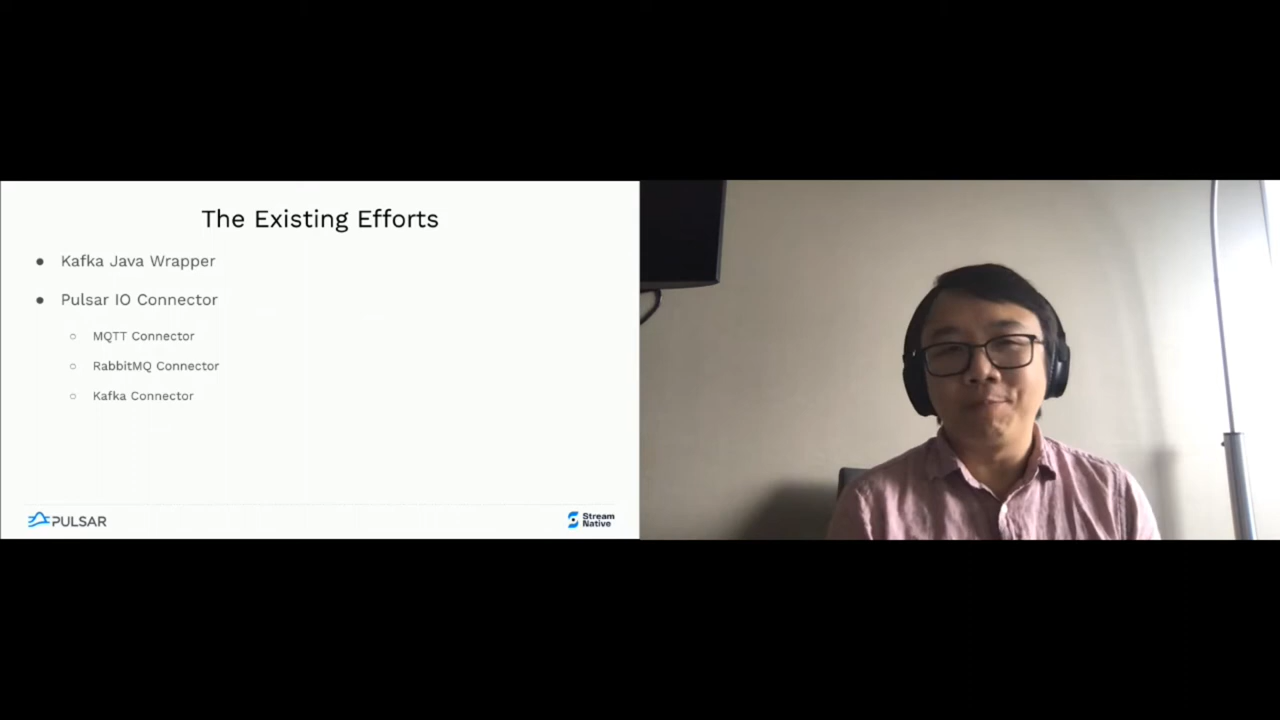 The Existing Efforts
● Kafka Java Wrapper
● Pulsar IO Connector
○ MQTT Connector
○ RabbitMQ Connector
○ Kafka Connector
PULSAR
Stream
Native